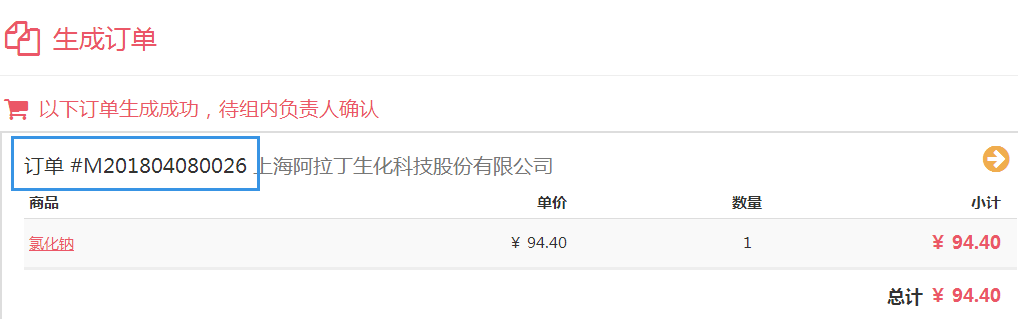 生成订单
以下订单生成成功，待组内负责人确认
订单 #M201804080026 上海阿拉丁生化科技股份有限公司
商品 单价 数量 小计
氯化钠 ¥ 94.40 1 ¥ 94.40
总计 ¥ 94.40